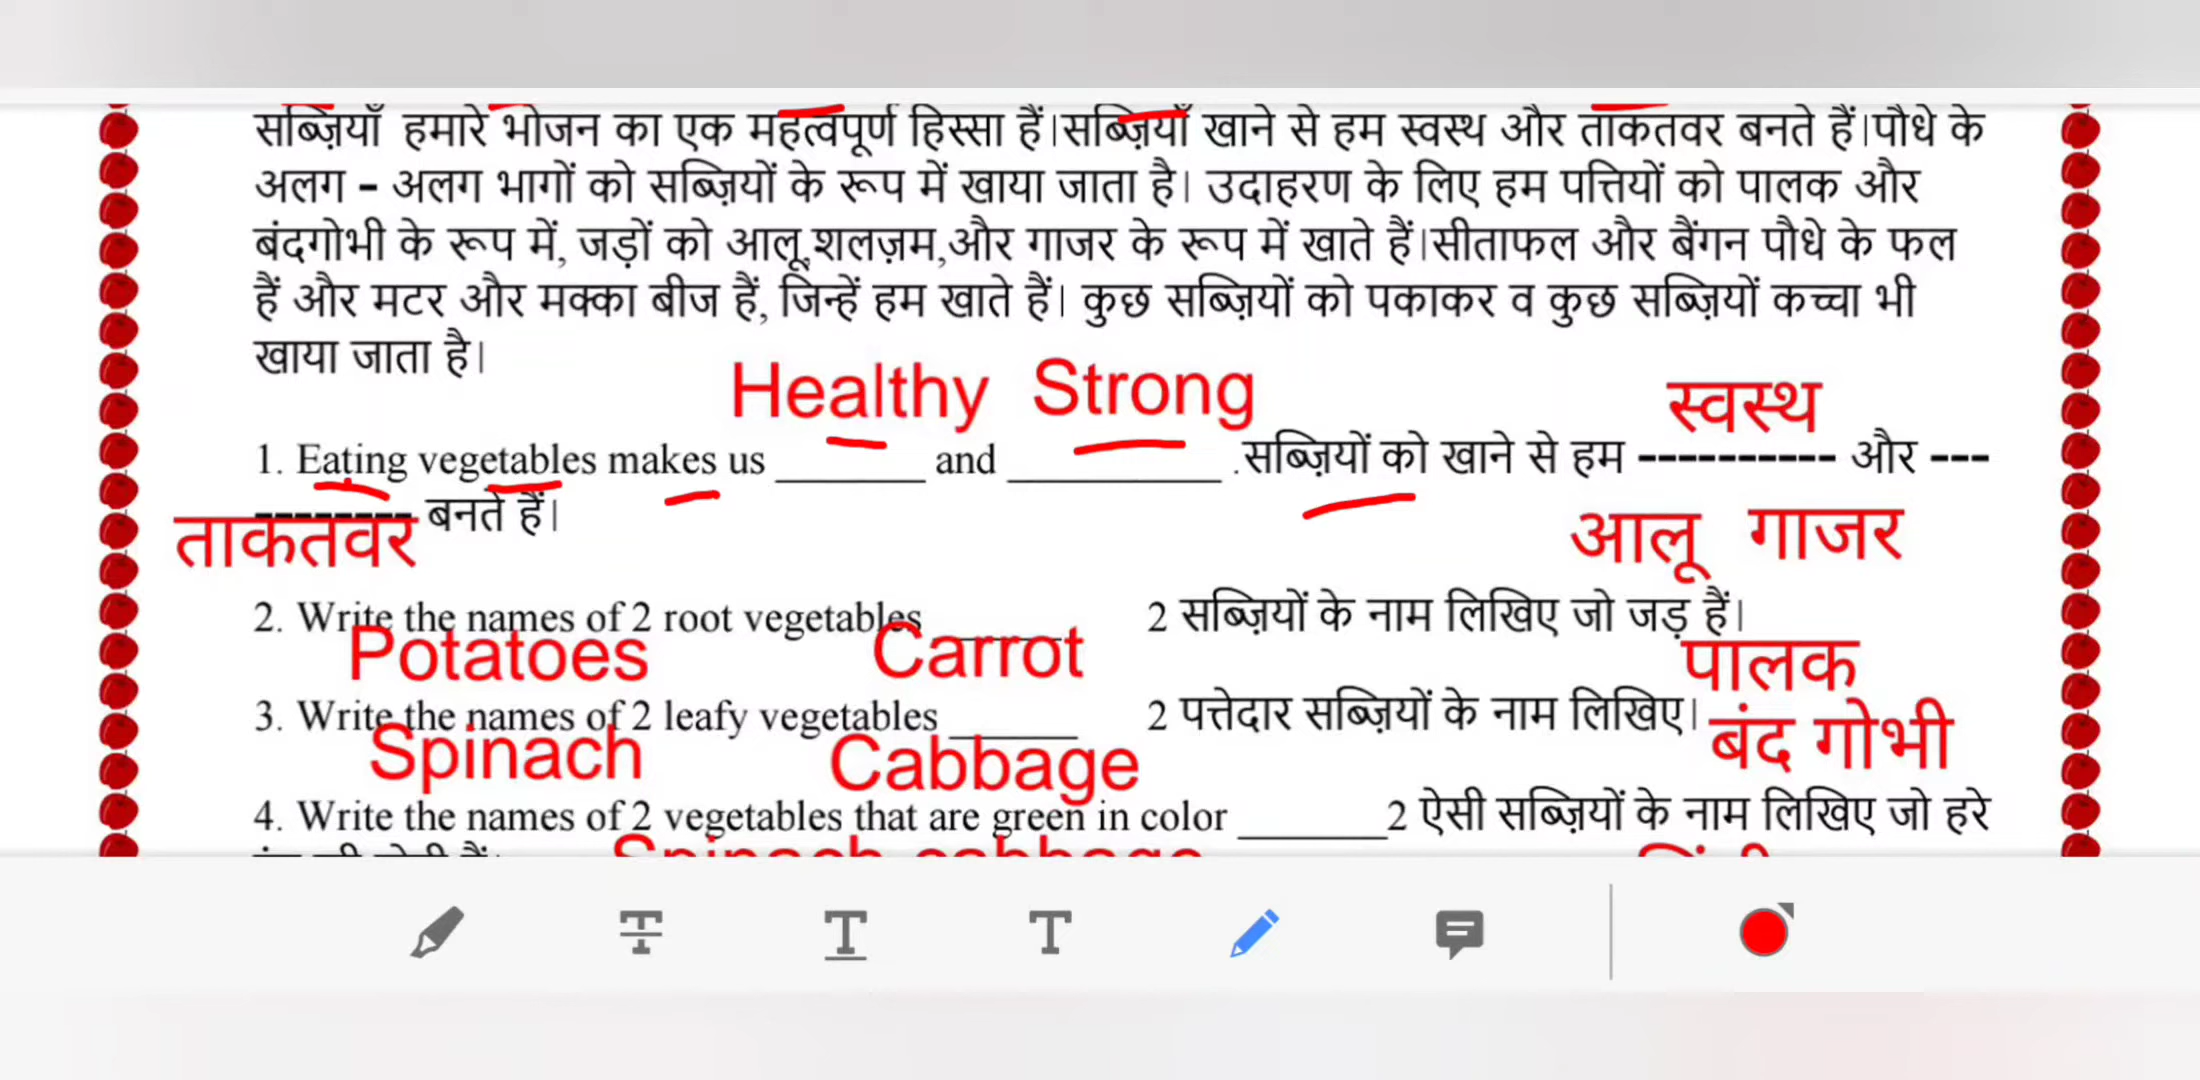 सब्ज़ियाँ हमारे भोजन का एक महत्वपूर्ण हिस्सा हैं।सब्ज़ियाँ खाने से हम स्वस्थ और ताकतवर बनते हैं।पौधे के
अलग - अलग भागों को सब्ज़ियों के रूप में खाया जाता है। उदाहरण के लिए हम पत्तियों को पालक और
बंदगोभी के रूप में, जड़ों को आलू,शलज़म,और गाजर के रूप में खाते हैं।सीताफल और बैंगन पौधे के फल
हैं और मटर और मक्का बीज हैं, जिन्हें हम खाते हैं। कुछ सब्ज़ियों को पकाकर व कुछ सब्ज़ियों कच्चा भी
खाया जाता है।
Healthy Strong स्वस्थ
1. Eating vegetables makes us _______ and __________ .सब्ज़ियों को खाने से हम ---------- और ---
-------- बनते हैं।
ताकतवर आलू गाजर
2. Write the names of 2 root vegetables ______ 2 सब्ज़ियों के नाम लिखिए जो जड़ हैं।
Potatoes Carrot पालक
3. Write the names of 2 leafy vegetables ______ 2 पत्तेदार सब्ज़ियों के नाम लिखिए।
बंद गोभी
Spinach Cabbage
4. Write the names of 2 vegetables that are green in color _______2 ऐसी सब्ज़ियों के नाम लिखिए जो हरे
Spinach cabbage